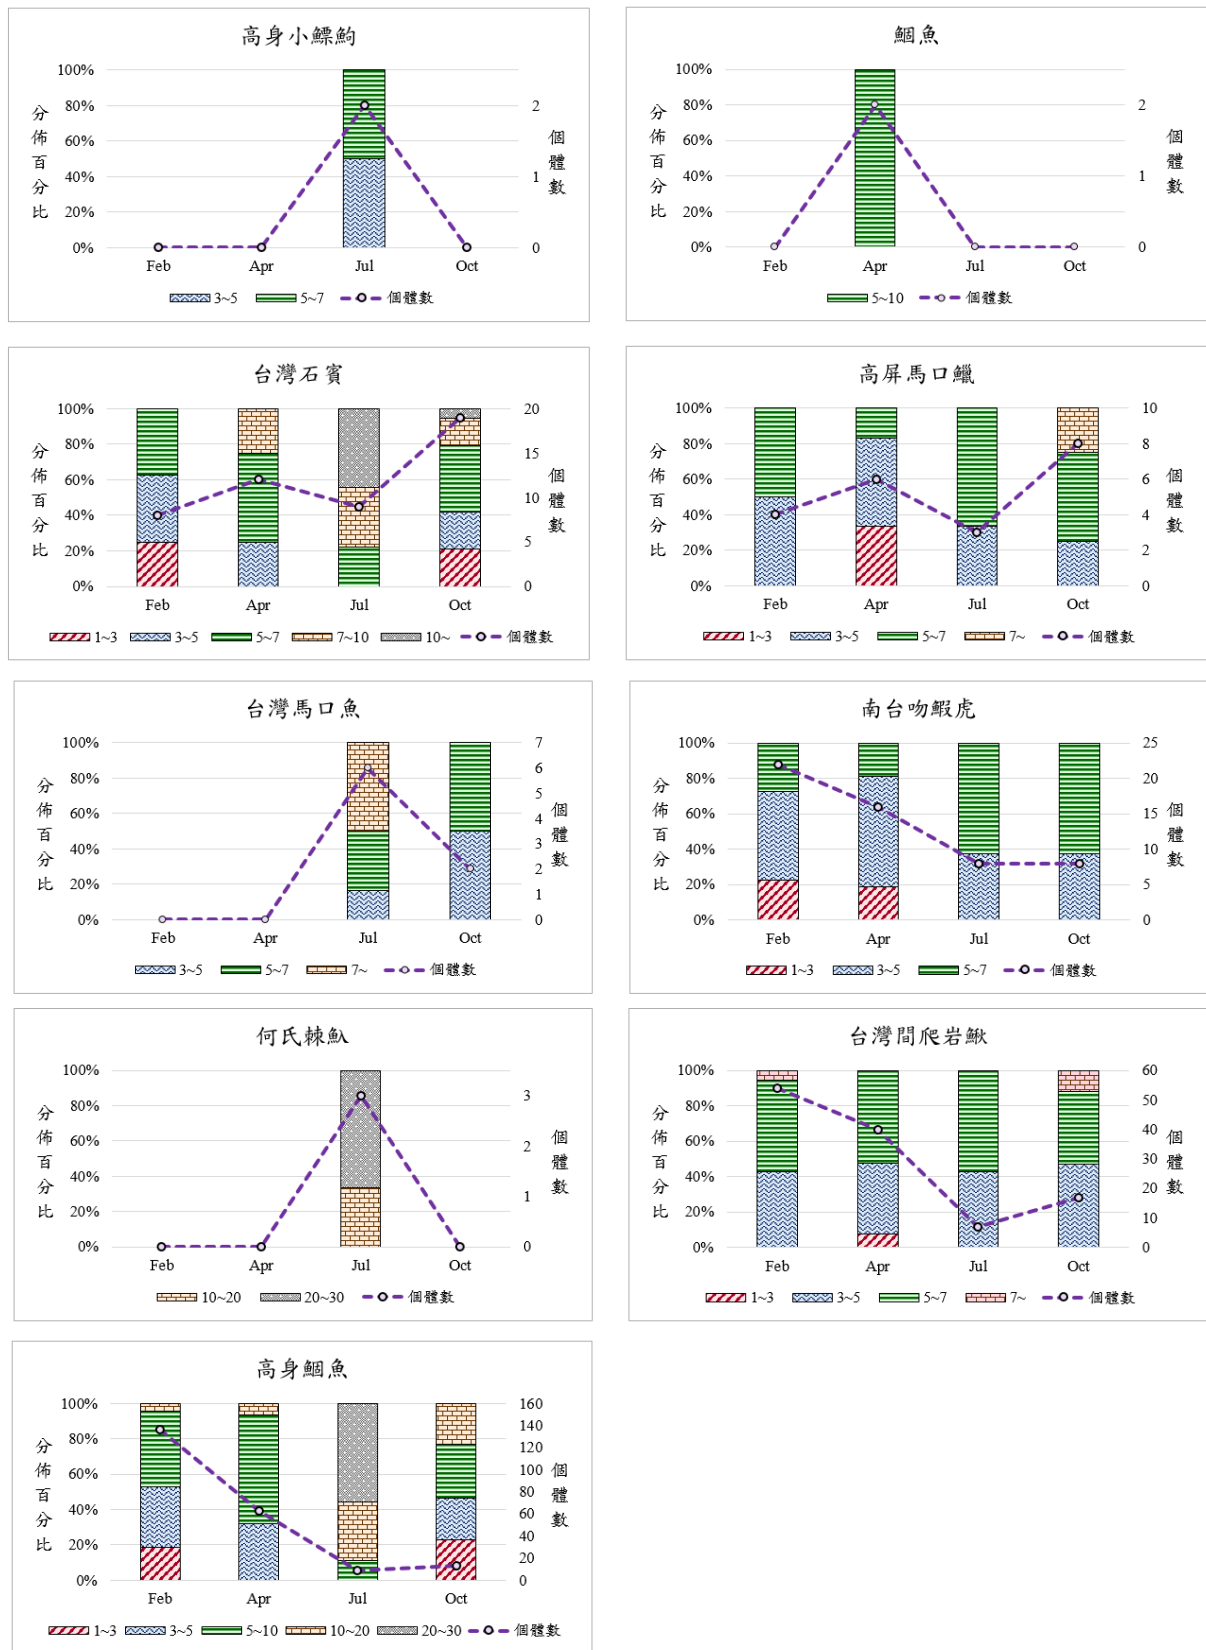 高身小鰾鮈
分佈百分比
100%
80%
60%
40%
20%
0%
2
1
0
個體數
Feb Apr Jul Oct
3~5 5~7 個體數
鯝魚
分佈百分比
100%
80%
60%
40%
20%
0%
2
1
0
個體數
Feb Apr Jul Oct
5~10 個體數
台灣石賓
分佈百分比
100%
80%
60%
40%
20%
0%
20
15
10
5
0
個體數
Feb Apr Jul Oct
1~3 3~5 5~7 7~10 10~ 個體數
高屏馬口鱲
分佈百分比
100%
80%
60%
40%
20%
0%
10
8
6
4
2
0
個體數
Feb Apr Jul Oct
1~3 3~5 5~7 7~ 個體數
台灣馬口魚
分佈百分比
100%
80%
60%
40%
20%
0%
7
6
5
4
3
2
1
0
個體數
Feb Apr Jul Oct
3~5 5~7 7~ 個體數
南台吻鰕虎
分佈百分比
100%
80%
60%
40%
20%
0%
25
20
15
10
5
0
個體數
Feb Apr Jul Oct
1~3 3~5 5~7 個體數
何氏棘魞
分佈百分比
100%
80%
60%
40%
20%
0%
3
2
1
0
個體數
Feb Apr Jul Oct
10~20 20~30 個體數
台灣間爬岩鰍
分佈百分比
100%
80%
60%
40%
20%
0%
60
50
40
30
20
10
0
個體數
Feb Apr Jul Oct
1~3 3~5 5~7 7~ 個體數
高身鯝魚
分佈百分比
100%
80%
60%
40%
20%
0%
160
140
120
100
80
60
40
20
0
個體數
Feb Apr Jul Oct
1~3 3~5 5~10 10~20 20~30 個體數